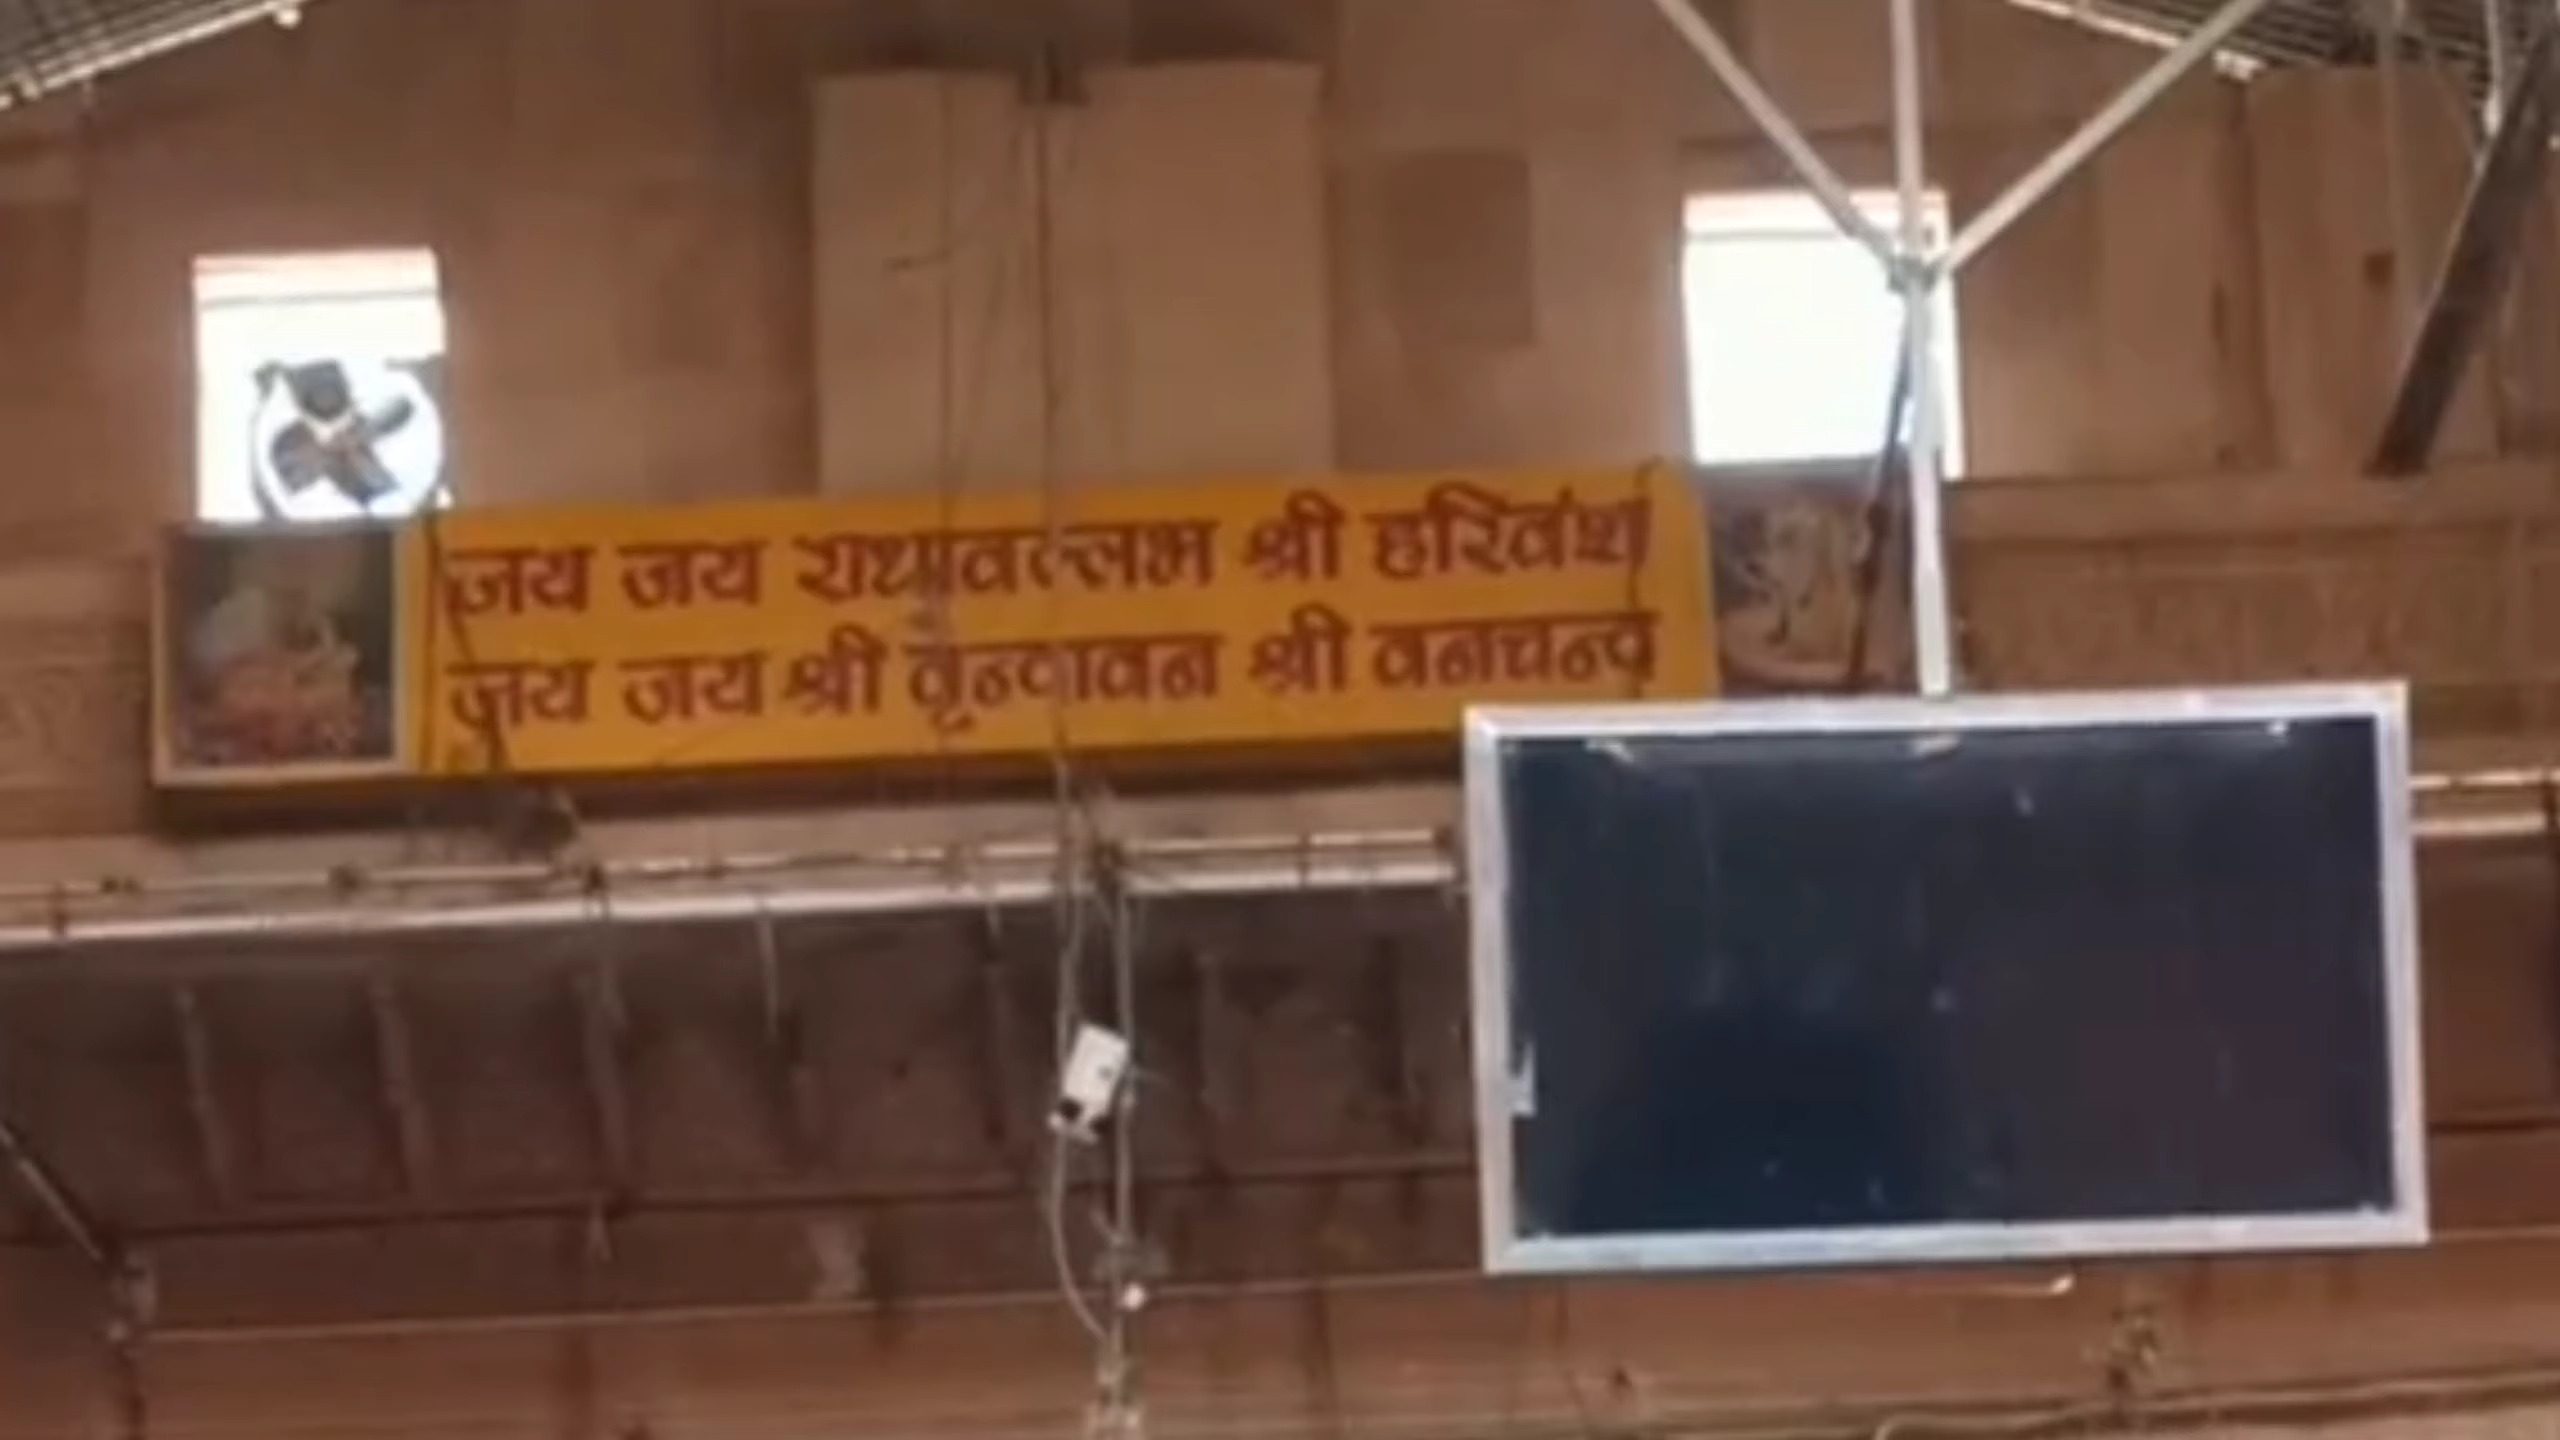 जय जय राधावल्लभ श्री हरिवंश
जय जय श्री वृन्दावन श्री वनचन्द